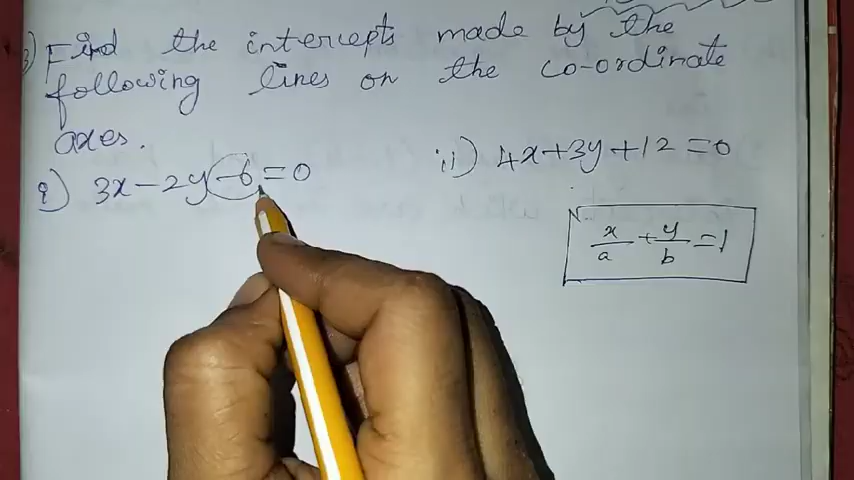 3) Find the intercepts made by the
following lines on the co-ordinate
axes.
i) 3x - 2y - 6 = 0
ii) 4x + 3y + 12 = 0
x/a + y/b = 1